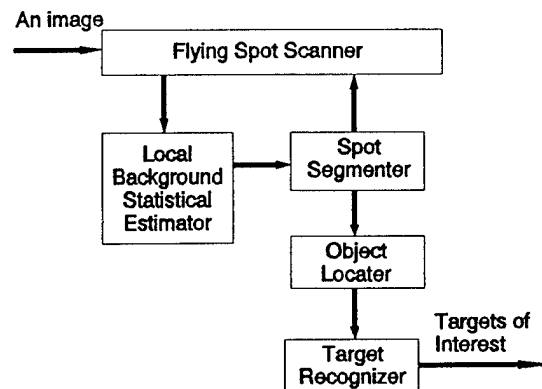 An image
Flying Spot Scanner
Local
Background
Statistical
Estimator
Spot
Segmenter
Object
Locater
Target
Recognizer
Targets of
Interest